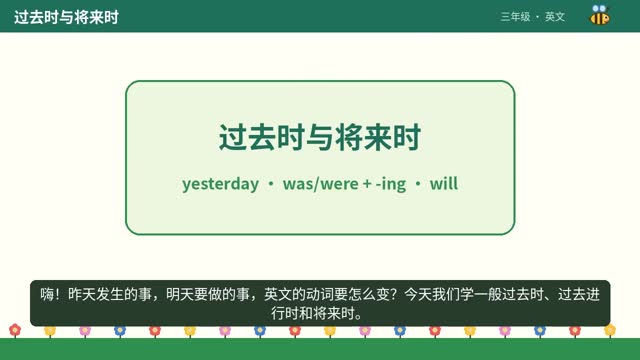 过去时与将来时
三年级 · 英文
过去时与将来时
yesterday · was/were + -ing · will
嗨！昨天发生的事，明天要做的事，英文的动词要怎么变？今天我们学一般过去时、过去进
行时和将来时。